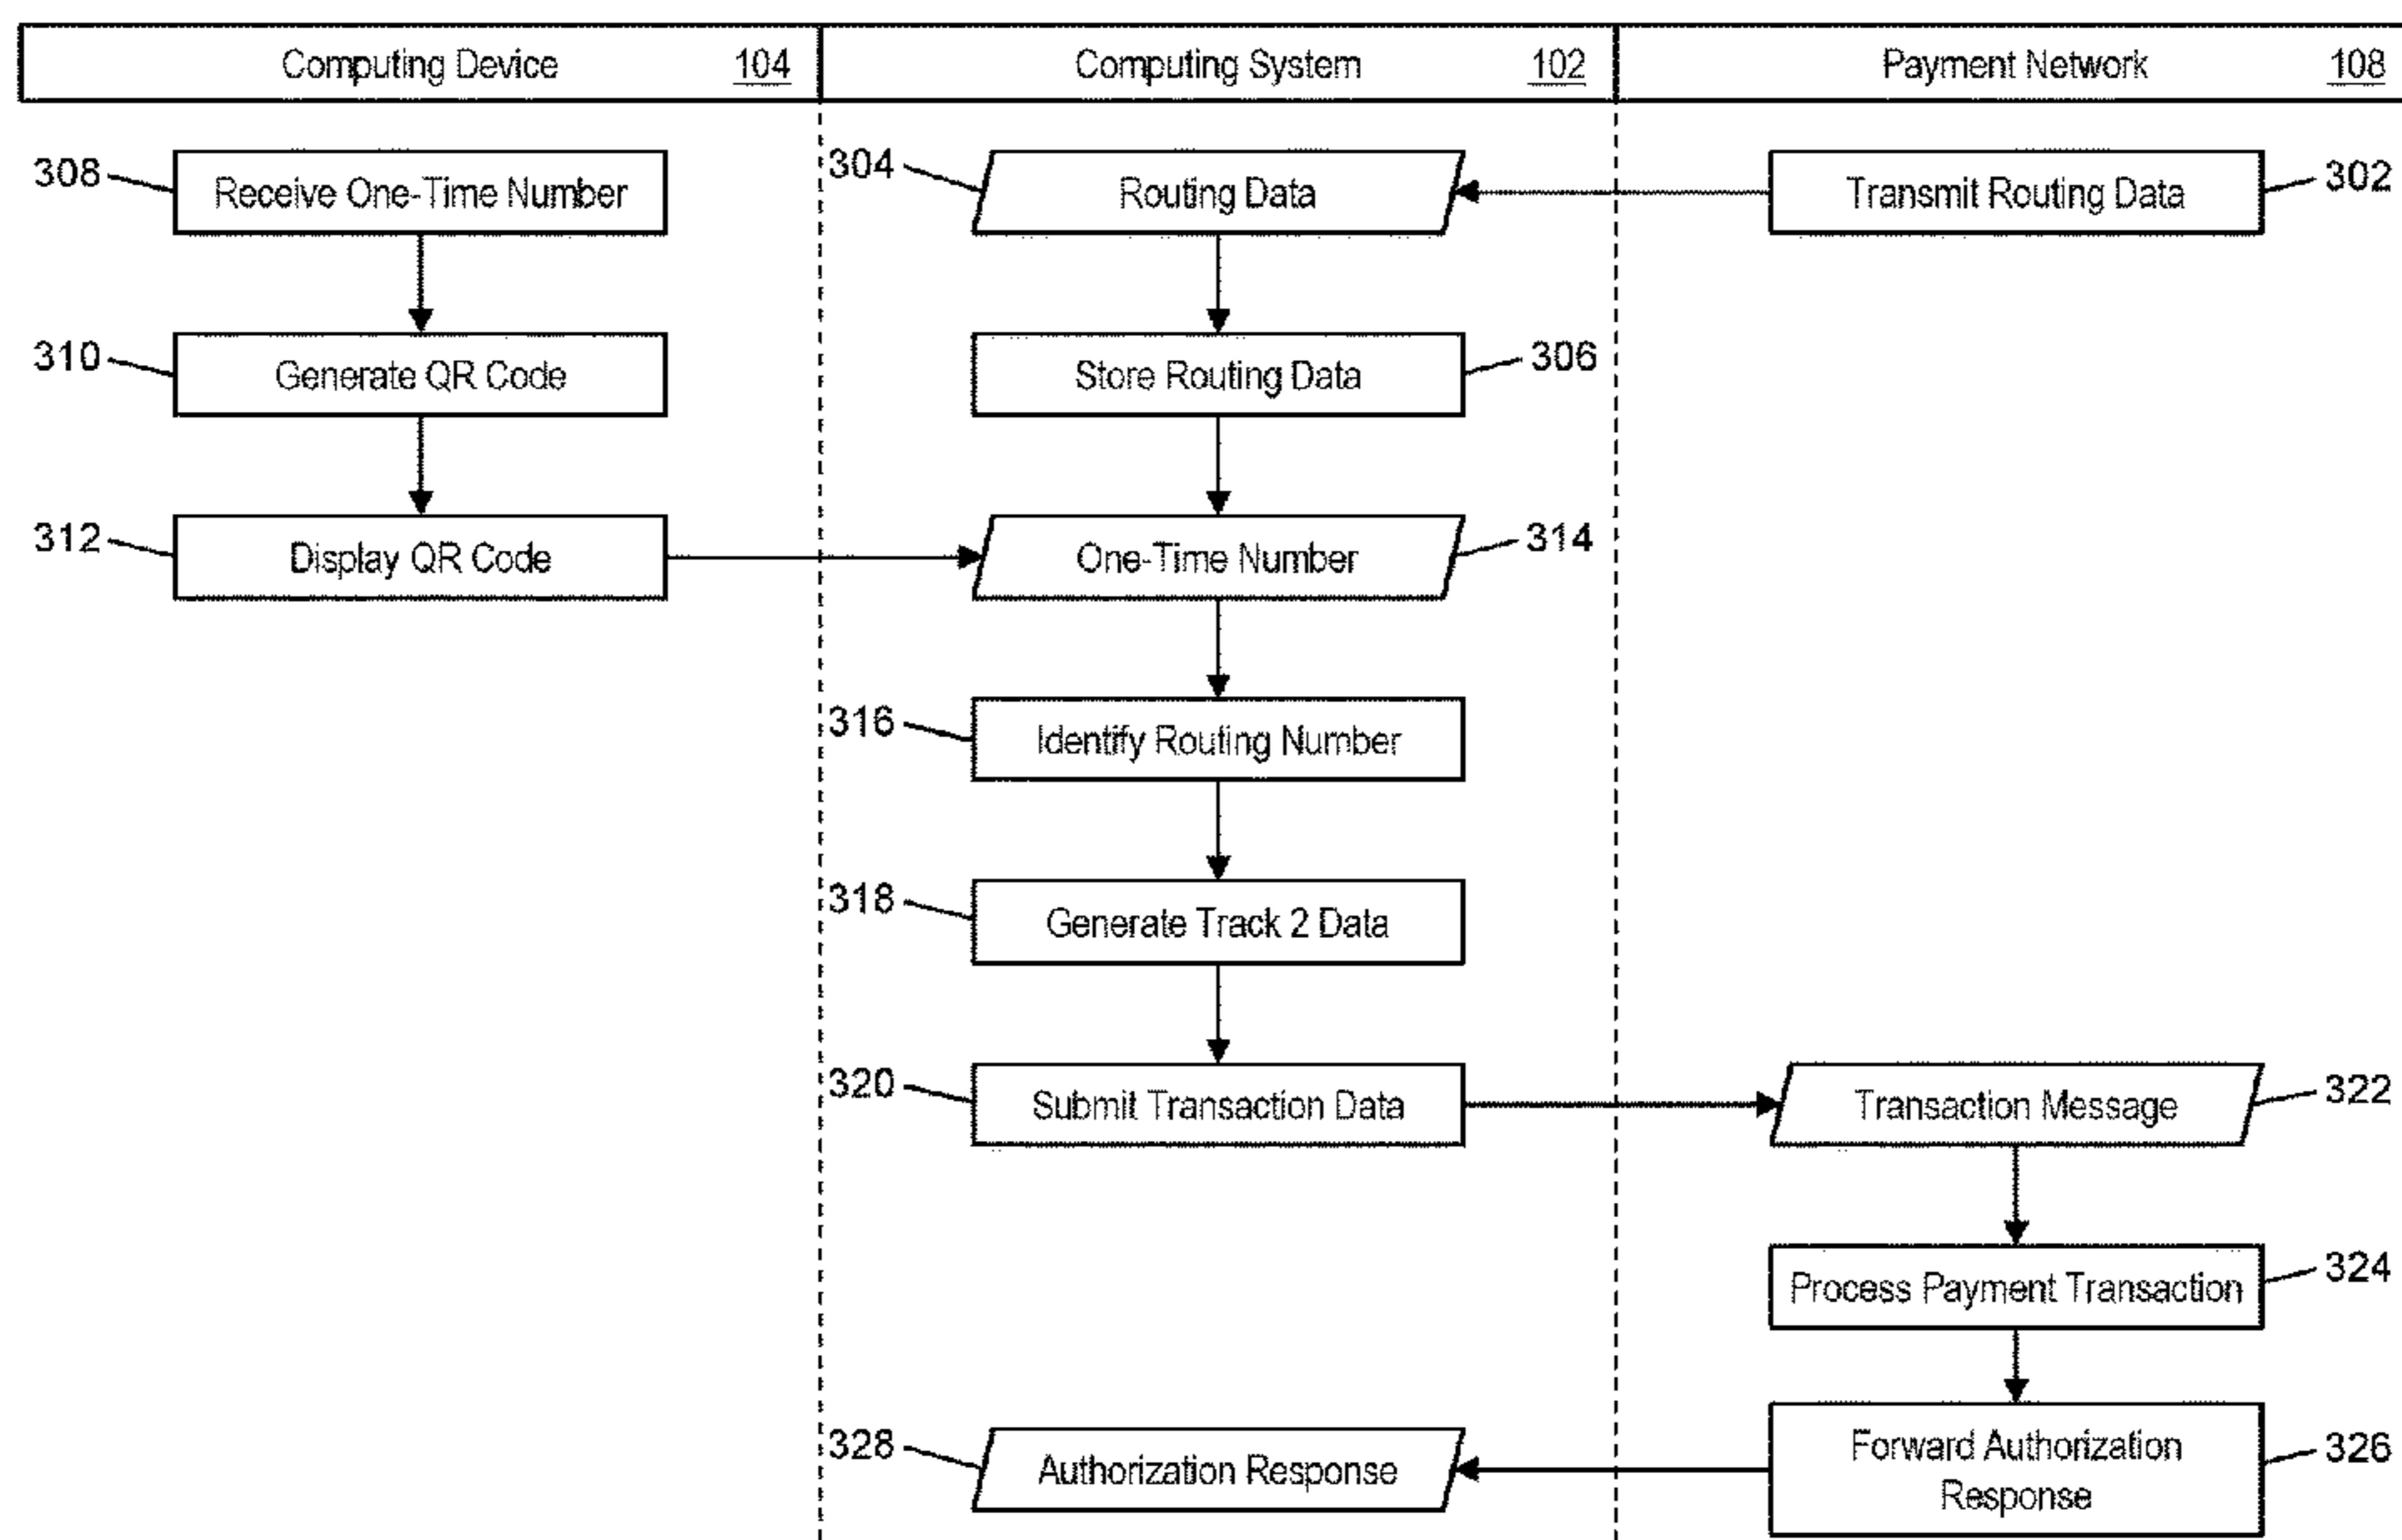 Computing Device 104 Computing System 102 Payment Network 108
308 Receive One-Time Number 304 Routing Data Transmit Routing Data 302
310 Generate QR Code Store Routing Data 306
312 Display QR Code One-Time Number 314
316 Identify Routing Number
318 Generate Track 2 Data
320 Submit Transaction Data Transaction Message 322
Process Payment Transaction 324
328 Authorization Response Forward Authorization 326
Response